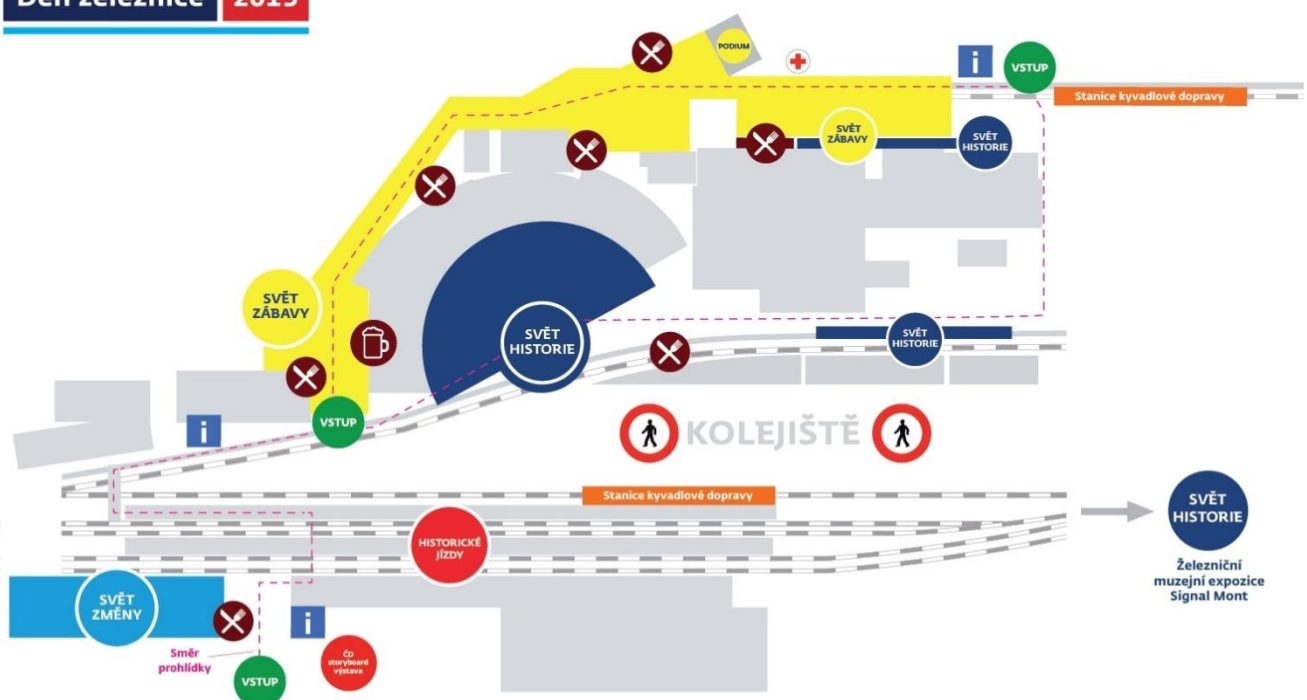 Den železnice 2015
PODIUM
VSTUP
Stanice kyvadlové dopravy
SVĚT
ZÁBAVY
SVĚT
HISTORIE
SVĚT
ZÁBAVY
SVĚT
HISTORIE
SVĚT
HISTORIE
VSTUP
KOLEJIŠTĚ
Stanice kyvadlové dopravy
SVĚT
HISTORIE
Železniční
muzejní expozice
Signal Mont
HISTORICKÉ
JÍZDY
SVĚT
ZMĚNY
Směr
prohlídky
VSTUP
ČD
storyboard
výstava